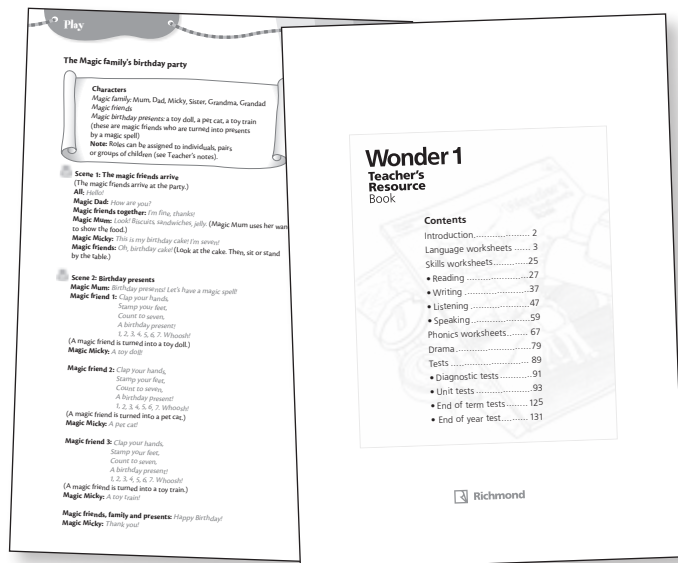 Play
The Magic family's birthday party
Characters
Magic family: Mum, Dad, Micky, Sister, Grandma, Grandad
Magic friends
Magic birthday presents: a toy doll, a pet cat, a toy train
(these are magic friends who are turned into presents
by a magic spell)
Note: Roles can be assigned to individuals, pairs
or groups of children (see Teacher's notes).
Scene 1: The magic friends arrive
(The magic friends arrive at the party.)
All: Hello!
Magic Dad: How are you?
Magic friends together: I'm fine, thanks!
Magic Mum: Look! Biscuits, sandwiches, jelly. (Magic Mum uses her wan
to show the food.)
Magic Micky: This is my birthday cake! I'm seven!
Magic friends: Oh, birthday cake! (Look at the cake. Then, sit or stand
by the table.)
Scene 2: Birthday presents
Magic Mum: Birthday presents! Let's have a magic spell!
Magic friend 1: Clap your hands,
Stamp your feet,
Count to seven,
A birthday present!
1, 2, 3, 4, 5, 6, 7. Whoosh!
(A magic friend is turned into a toy doll.)
Magic Micky: A toy doll!
Magic friend 2: Clap your hands,
Stamp your feet,
Count to seven,
A birthday present!
1, 2, 3, 4, 5, 6, 7. Whoosh!
(A magic friend is turned into a pet cat.)
Magic Micky: A pet cat!
Magic friend 3: Clap your hands,
Stamp your feet,
Count to seven,
A birthday present!
1, 2, 3, 4, 5, 6, 7. Whoosh!
(A magic friend is turned into a toy train.)
Magic Micky: A toy train!
Magic friends, family and presents: Happy Birthday!
Magic Micky: Thank you!
Wonder 1
Teacher's
Resource
Book
Contents
Introduction.................. 2
Language worksheets ...... 3
Skills worksheets...........25
• Reading ....................27
• Writing .....................37
• Listening ...................47
• Speaking....................59
Phonics worksheets....... 67
Drama.........................79
Tests .......................... 89
• Diagnostic tests...........91
• Unit tests ..................93
• End of term tests........ 125
• End of year test.......... 131
Richmond